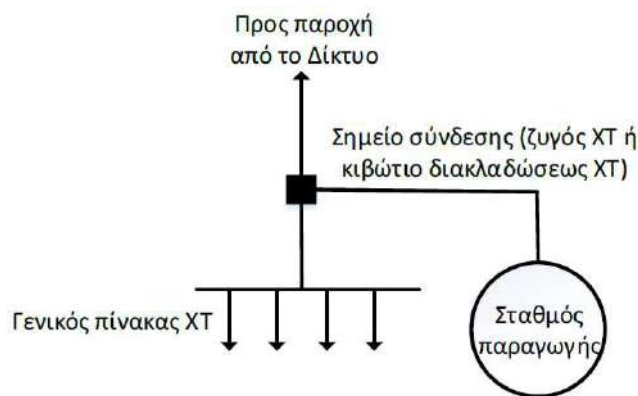 Προς παροχή
από το Δίκτυο
Σημείο σύνδεσης (ζυγός ΧΤ ή
κιβώτιο διακλαδώσεως ΧΤ)
Γενικός πίνακας ΧΤ
Σταθμός
παραγωγής